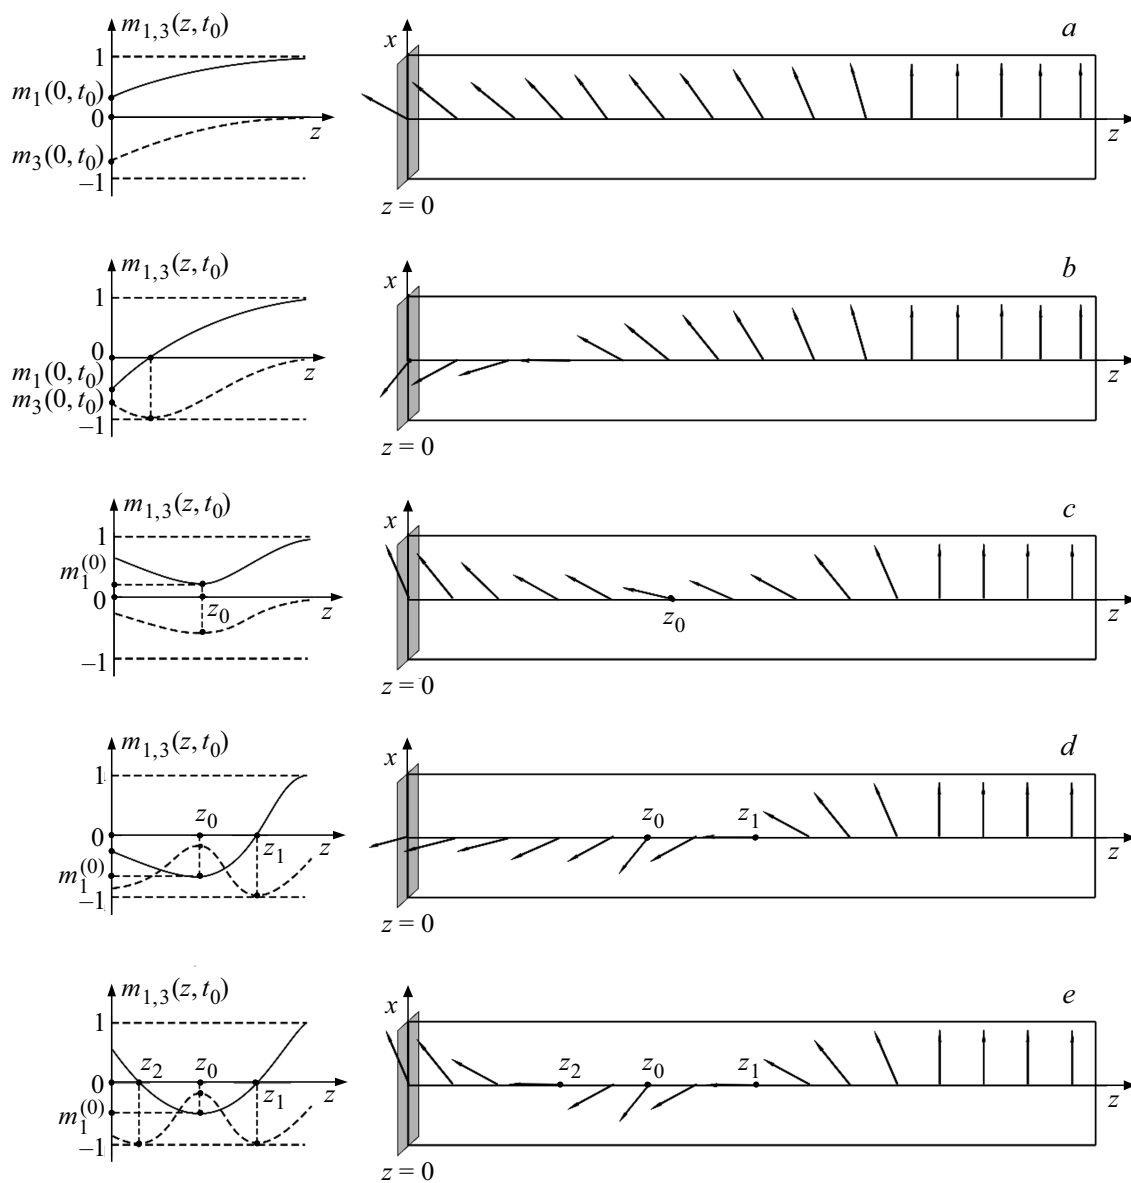 m₁,₃(z, t₀)
1
m₁(0, t₀)
0
m₃(0, t₀)
−1
z
x
a
z
z = 0
m₁,₃(z, t₀)
1
0
m₁(0, t₀)
m₃(0, t₀)
−1
z
x
b
z
z = 0
m₁,₃(z, t₀)
1
m₁⁽⁰⁾
0
z₀
z
−1
x
c
z₀
z
z = 0
m₁,₃(z, t₀)
1
z₀
0
z₁
z
m₁⁽⁰⁾
−1
x
d
z₀
z₁
z
z = 0
m₁,₃(z, t₀)
1
z₂
z₀
0
z₁
z
m₁⁽⁰⁾
−1
x
e
z₂
z₀
z₁
z
z = 0